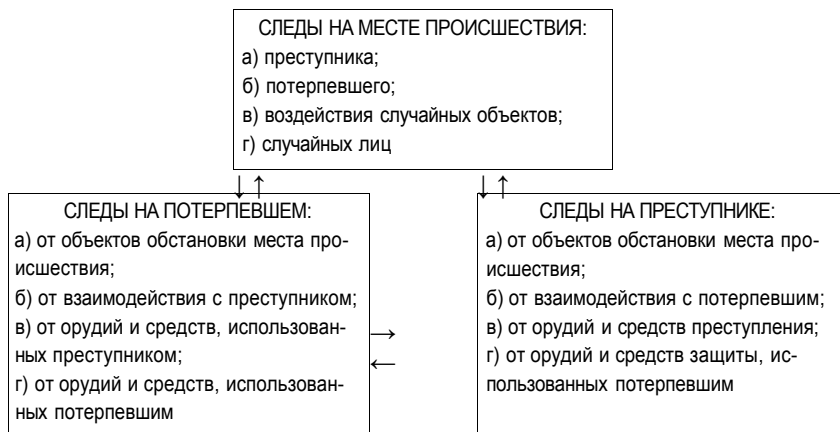 СЛЕДЫ НА МЕСТЕ ПРОИСШЕСТВИЯ:
а) преступника;
б) потерпевшего;
в) воздействия случайных объектов;
г) случайных лиц
↓ ↑
↓ ↑
СЛЕДЫ НА ПОТЕРПЕВШЕМ:
а) от объектов обстановки места про-
исшествия;
б) от взаимодействия с преступником;
в) от орудий и средств, использован-
ных преступником;
г) от орудий и средств, использован-
ных потерпевшим
→
←
СЛЕДЫ НА ПРЕСТУПНИКЕ:
а) от объектов обстановки места про-
исшествия;
б) от взаимодействия с потерпевшим;
в) от орудий и средств преступления;
г) от орудий и средств защиты, ис-
пользованных потерпевшим